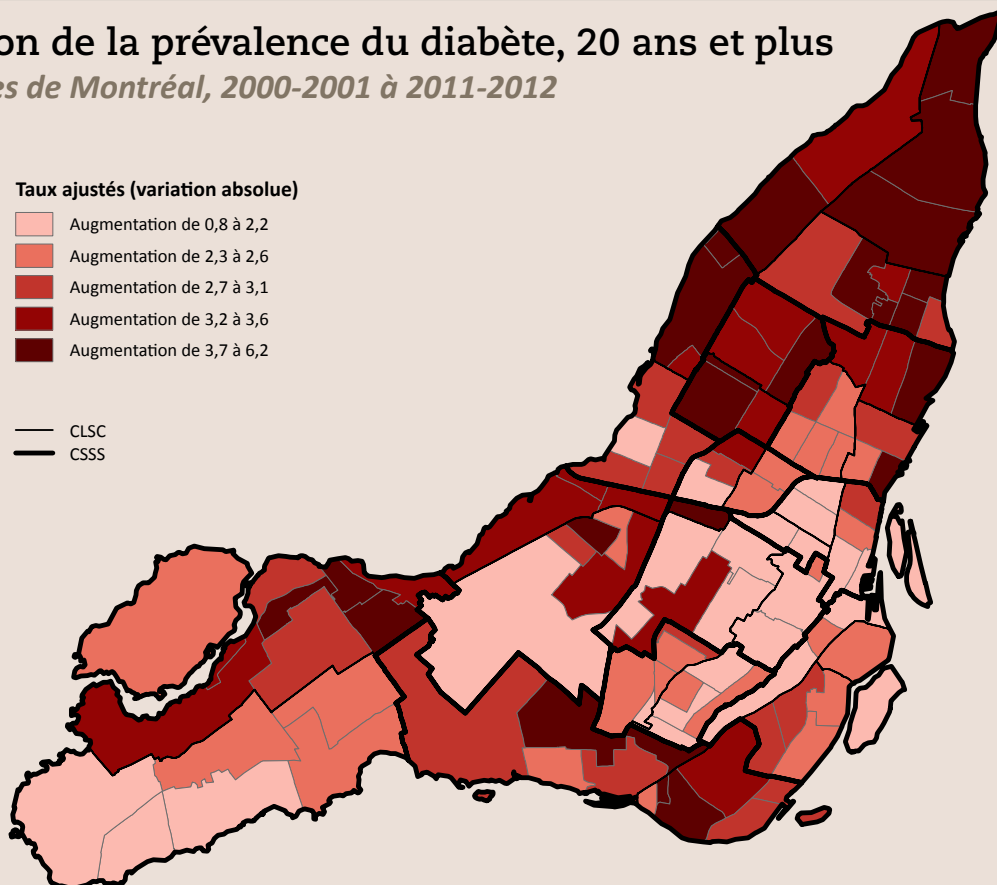 on de la prévalence du diabète, 20 ans et plus
es de Montréal, 2000-2001 à 2011-2012
Taux ajustés (variation absolue)
Augmentation de 0,8 à 2,2
Augmentation de 2,3 à 2,6
Augmentation de 2,7 à 3,1
Augmentation de 3,2 à 3,6
Augmentation de 3,7 à 6,2
CLSC
CSSS